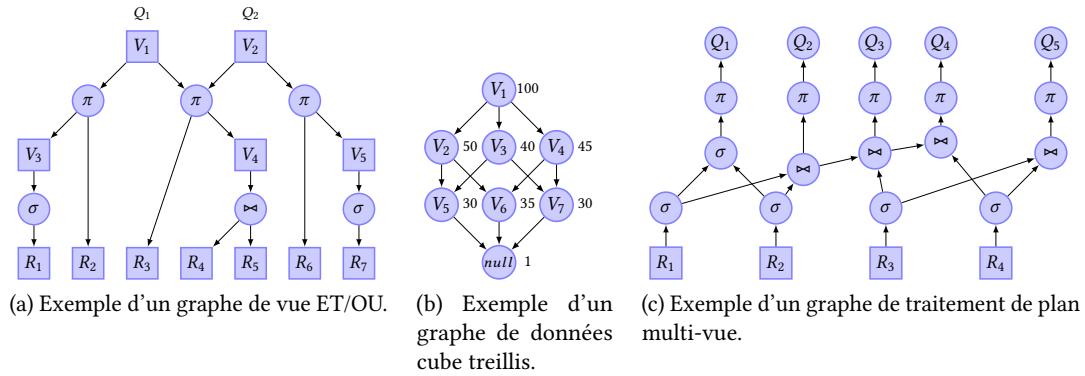 Q1 Q2
V1 V2
π π π
V3 V4 V5
σ ⋈ σ
R1 R2 R3 R4 R5 R6 R7
(a) Exemple d'un graphe de vue ET/OU.
V1 100
V2 50 V3 40 V4 45
V5 30 V6 35 V7 30
null 1
(b) Exemple d'un
graphe de données
cube treillis.
Q1 Q2 Q3 Q4 Q5
π π π π π
σ ⋈ ⋈ ⋈ ⋈
σ σ σ σ
R1 R2 R3 R4
(c) Exemple d'un graphe de traitement de plan
multi-vue.